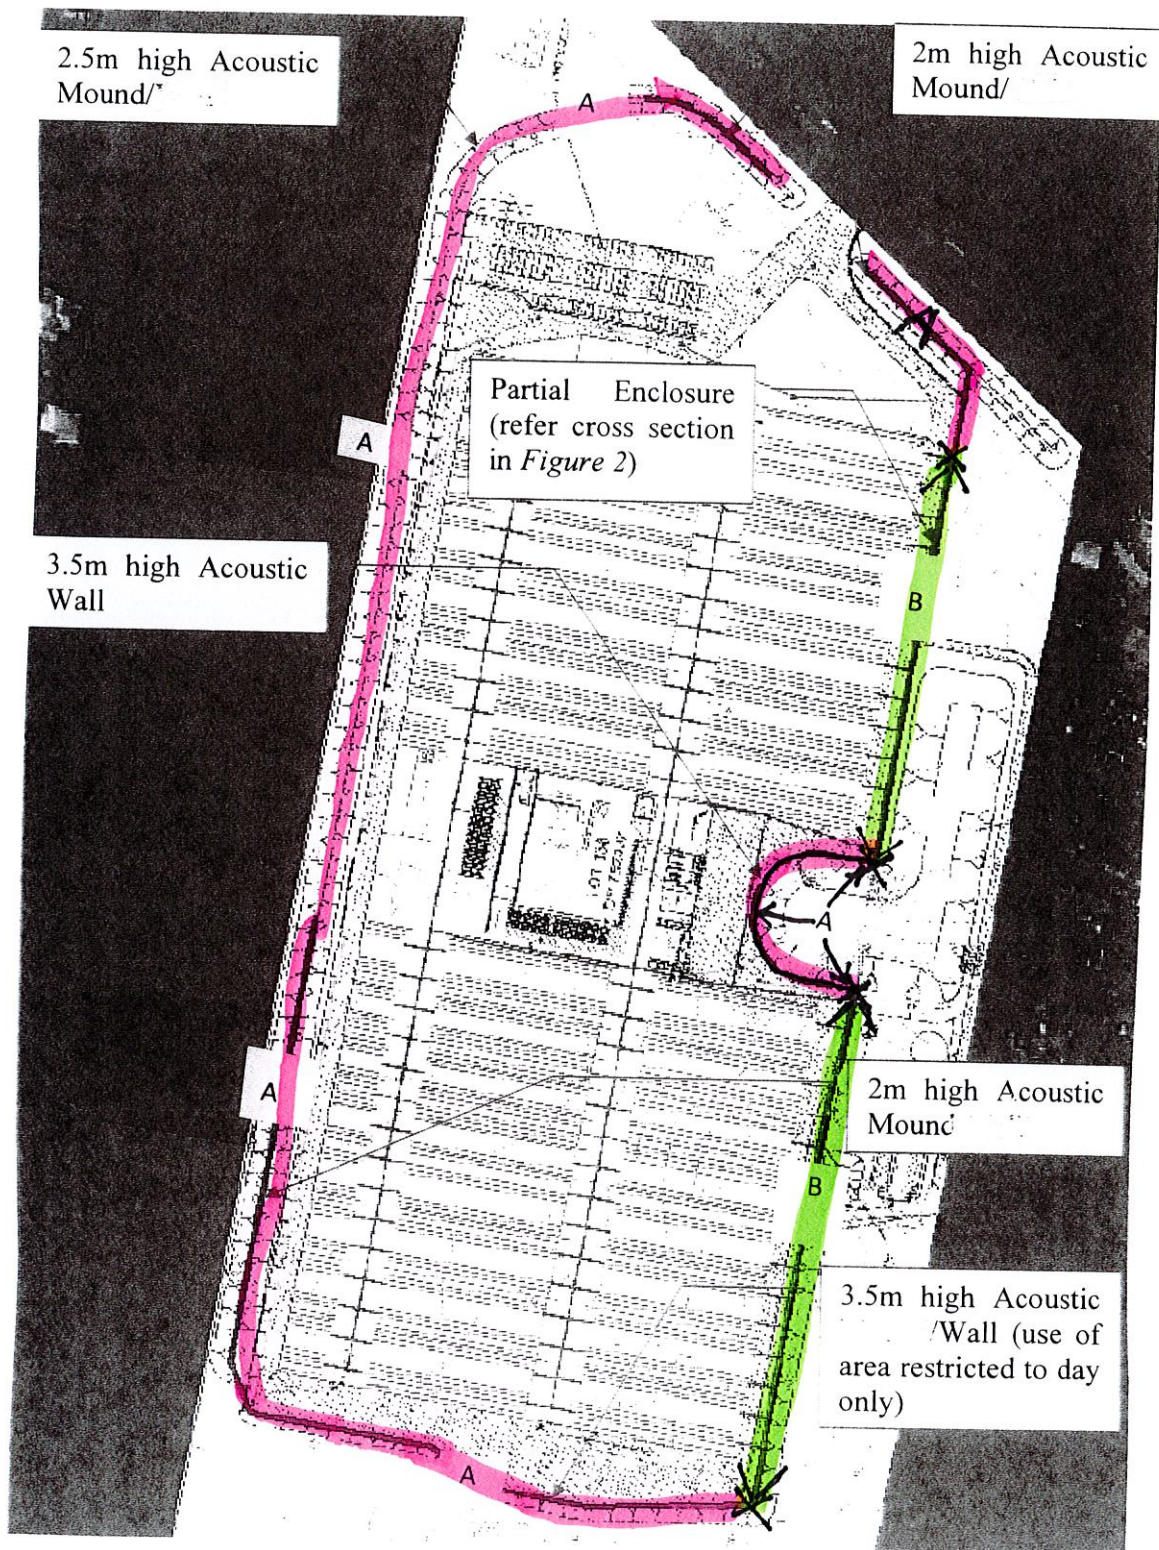 2.5m high Acoustic
Mound/
2m high Acoustic
Mound/
A
A
A
Partial Enclosure
(refer cross section
in Figure 2)
3.5m high Acoustic
Wall
B
A
A
2m high Acoustic
Mound
B
3.5m high Acoustic
/Wall (use of
area restricted to day
only)
A